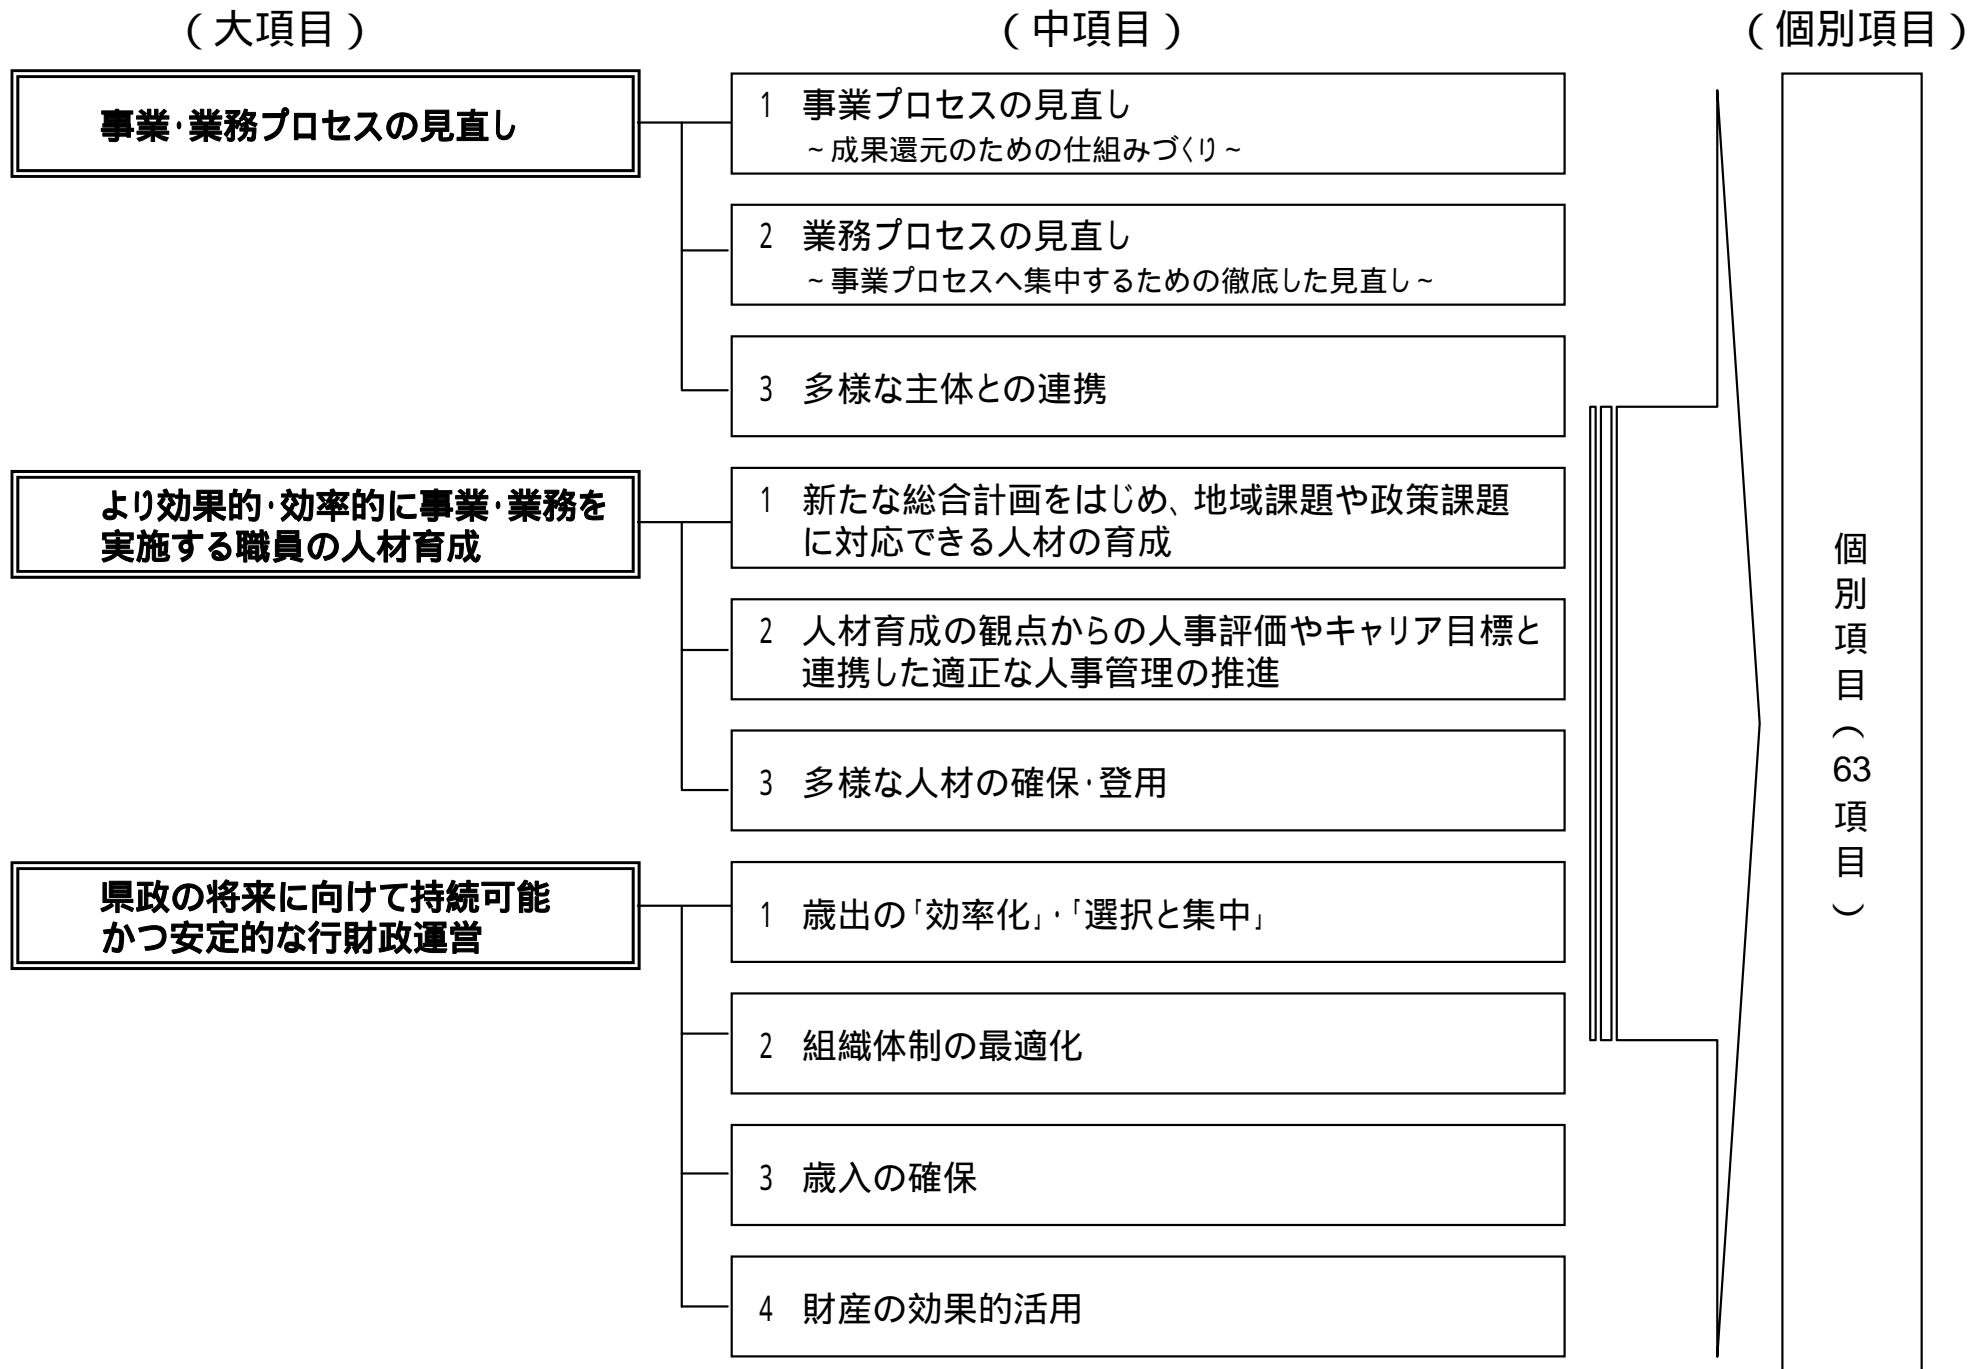 (大項目)
(中項目)
(個別項目)
事業・業務プロセスの見直し
1 事業プロセスの見直し
~成果還元のための仕組みづくり~
2 業務プロセスの見直し
~事業プロセスへ集中するための徹底した見直し~
3 多様な主体との連携
より効果的・効率的に事業・業務を
実施する職員の人材育成
1 新たな総合計画をはじめ、地域課題や政策課題
に対応できる人材の育成
2 人材育成の観点からの人事評価やキャリア目標と
連携した適正な人事管理の推進
3 多様な人材の確保・登用
県政の将来に向けて持続可能
かつ安定的な行財政運営
1 歳出の「効率化」・「選択と集中」
2 組織体制の最適化
3 歳入の確保
4 財産の効果的活用
個別項目(63項目)